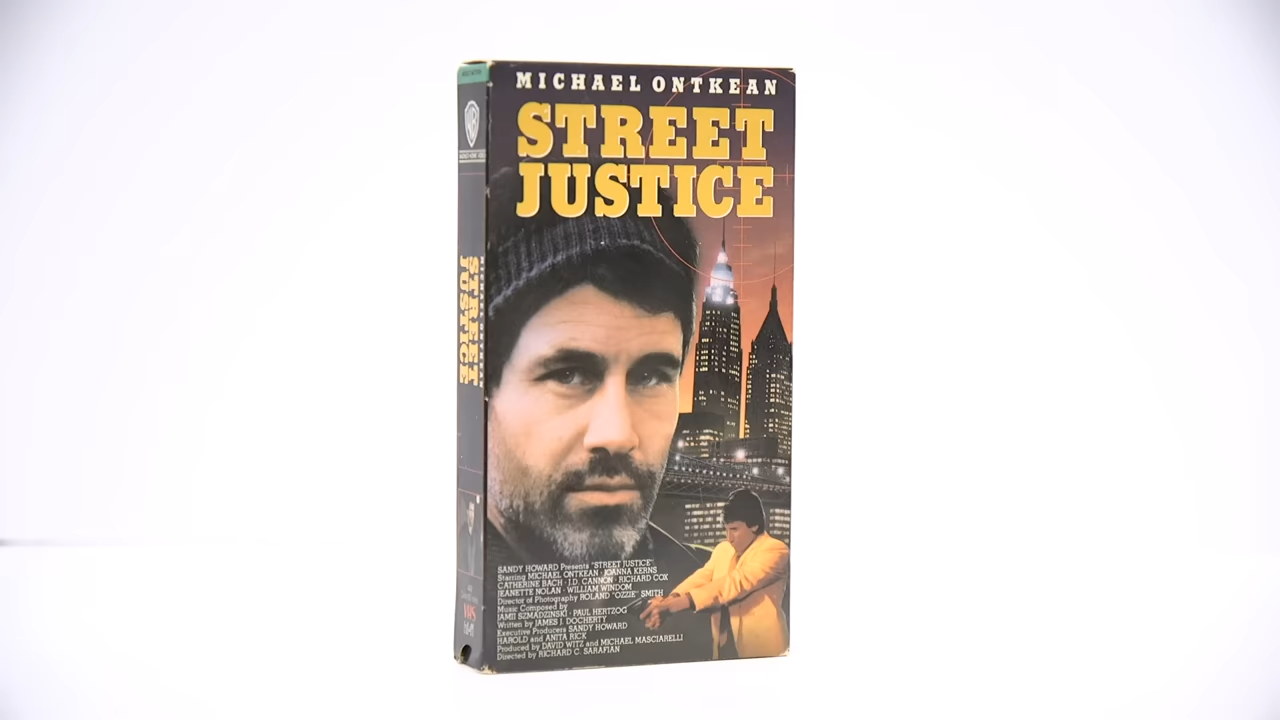 MICHAEL ONTKEAN
STREET
JUSTICE
SANDY HOWARD Presents "STREET JUSTICE"
Starring MICHAEL ONTKEAN · JOANNA KERNS
CATHERINE BACH · J.D. CANNON · RICHARD COX
JEANETTE NOLAN · WILLIAM WINDOM
Director of Photography ROLAND "OZZIE" SMITH
Music Composed by
JAMII SZMADZINSKI · PAUL HERTZOG
Written by JAMES J. DOCHERTY
Executive Producers SANDY HOWARD
HAROLD and ANITA RICK
Produced by DAVID WITZ and MICHAEL MASCIARELLI
Directed by RICHARD C. SARAFIAN
WB
STREET
JUSTICE
VHS